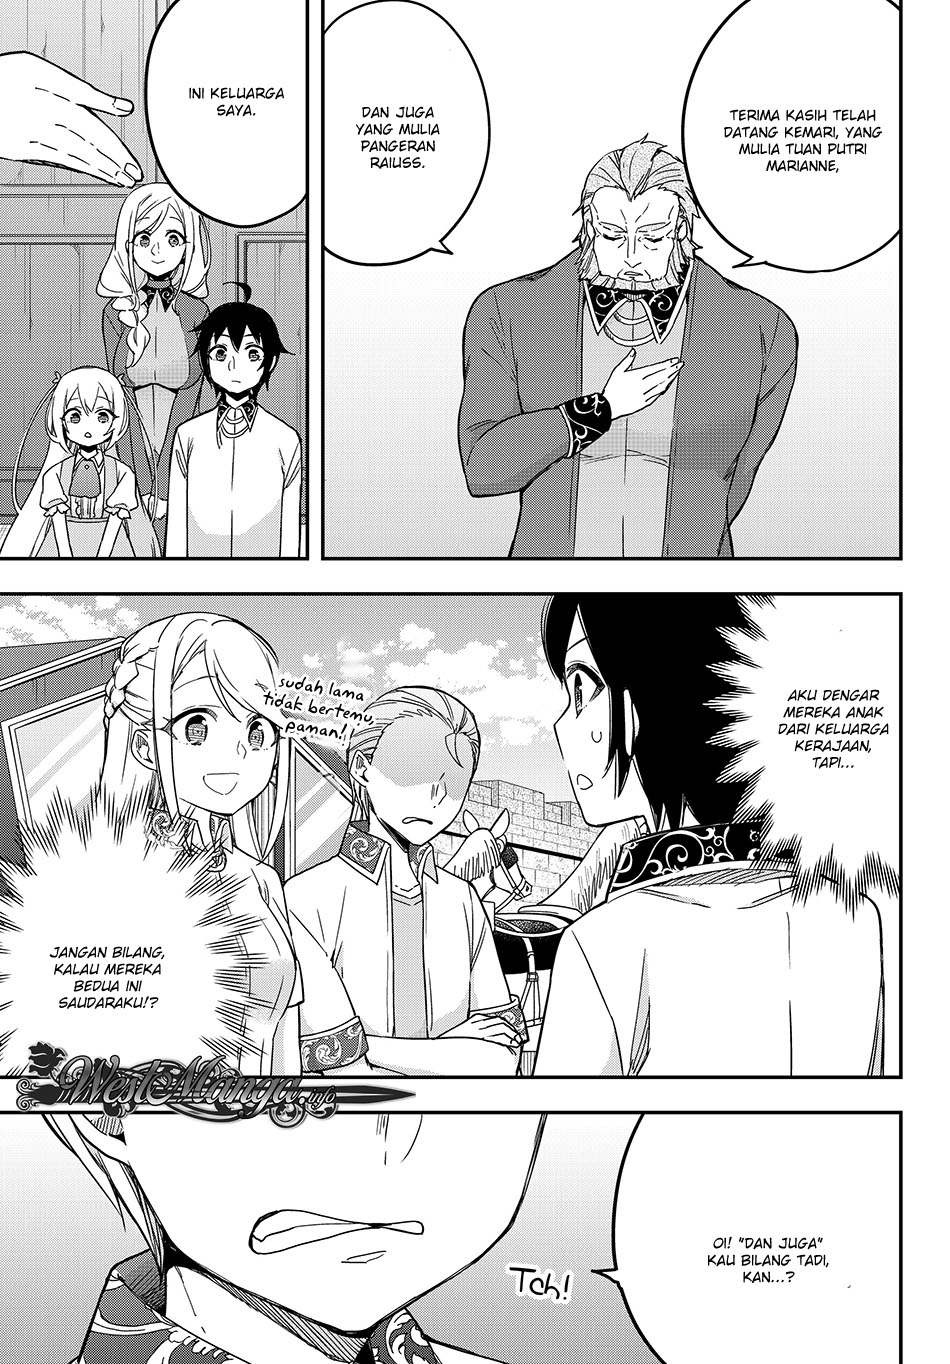 TERIMA KASIH TELAH
DATANG KEMARI, YANG
MULIA TUAN PUTRI
MARIANNE,
DAN JUGA
YANG MULIA
PANGERAN
RAIUSS.
INI KELUARGA
SAYA.
AKU DENGAR
MEREKA ANAK
DARI KELUARGA
KERAJAAN,
TAPI...
sudah lama
tidak bertemu,
paman!
JANGAN BILANG,
KALAU MEREKA
BEDUA INI
SAUDARAKU!?
WestManga.info
OI! "DAN JUGA"
KAU BILANG TADI,
KAN...?
Tch!